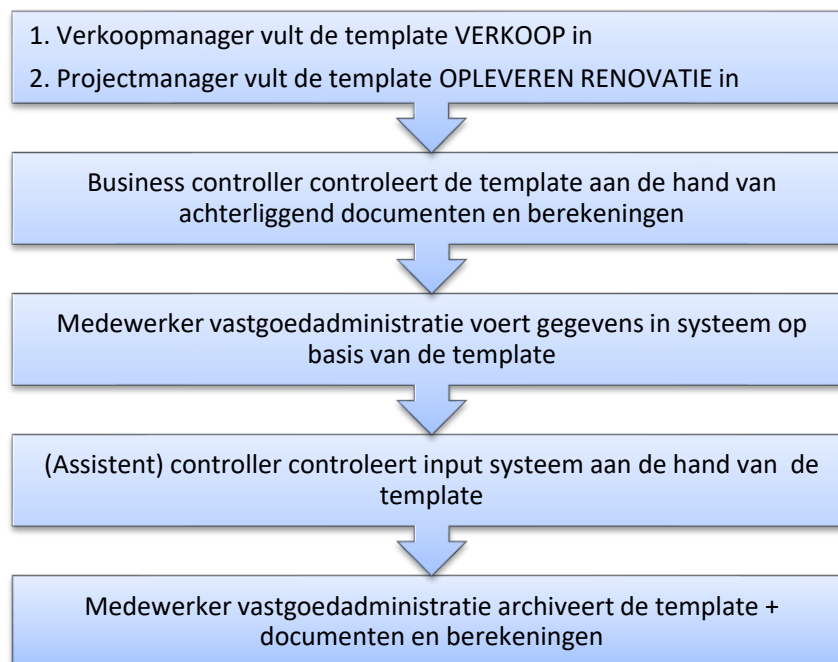 1. Verkoopmanager vult de template VERKOOP in
2. Projectmanager vult de template OPLEVEREN RENOVATIE in
Business controller controleert de template aan de hand van
achterliggend documenten en berekeningen
Medewerker vastgoedadministratie voert gegevens in systeem op
basis van de template
(Assistent) controller controleert input systeem aan de hand van de
template
Medewerker vastgoedadministratie archiveert de template +
documenten en berekeningen